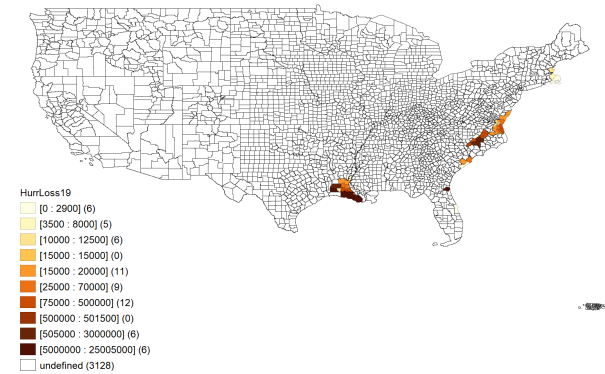 HurrLoss19
[0 : 2900] (6)
[3500 : 8000] (5)
[10000 : 12500] (6)
[15000 : 15000] (0)
[15000 : 20000] (11)
[25000 : 70000] (9)
[75000 : 500000] (12)
[500000 : 501500] (0)
[505000 : 3000000] (6)
[5000000 : 25005000] (6)
undefined (3128)